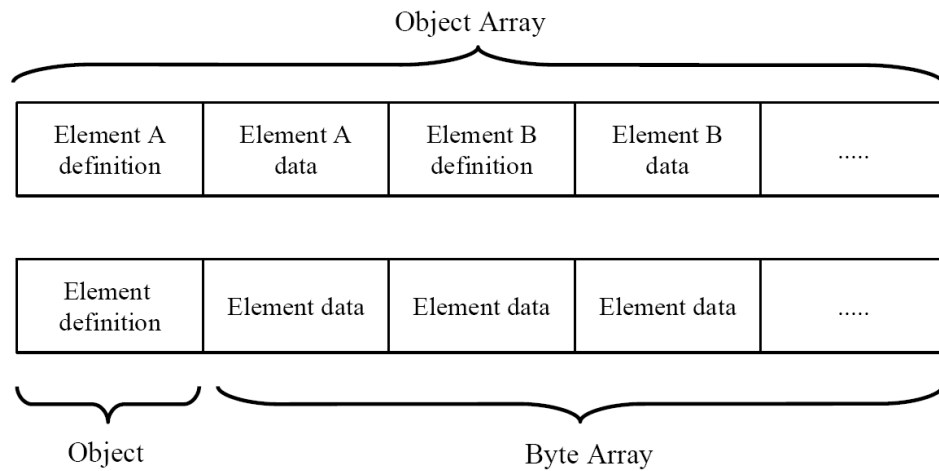 Object Array
Element A
definition
Element A
data
Element B
definition
Element B
data
.....
Element
definition
Element data
Element data
Element data
.....
Object
Byte Array